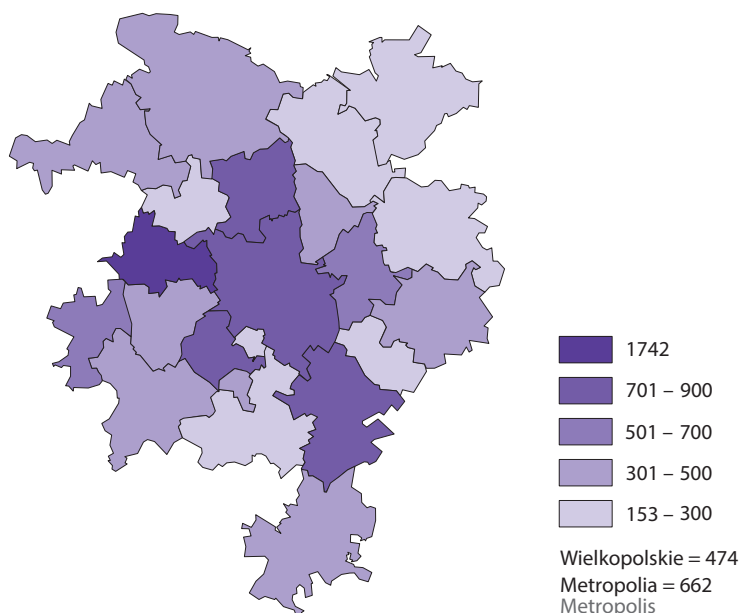 1742
701 – 900
501 – 700
301 – 500
153 – 300
Wielkopolskie = 474
Metropolia = 662
Metropolis